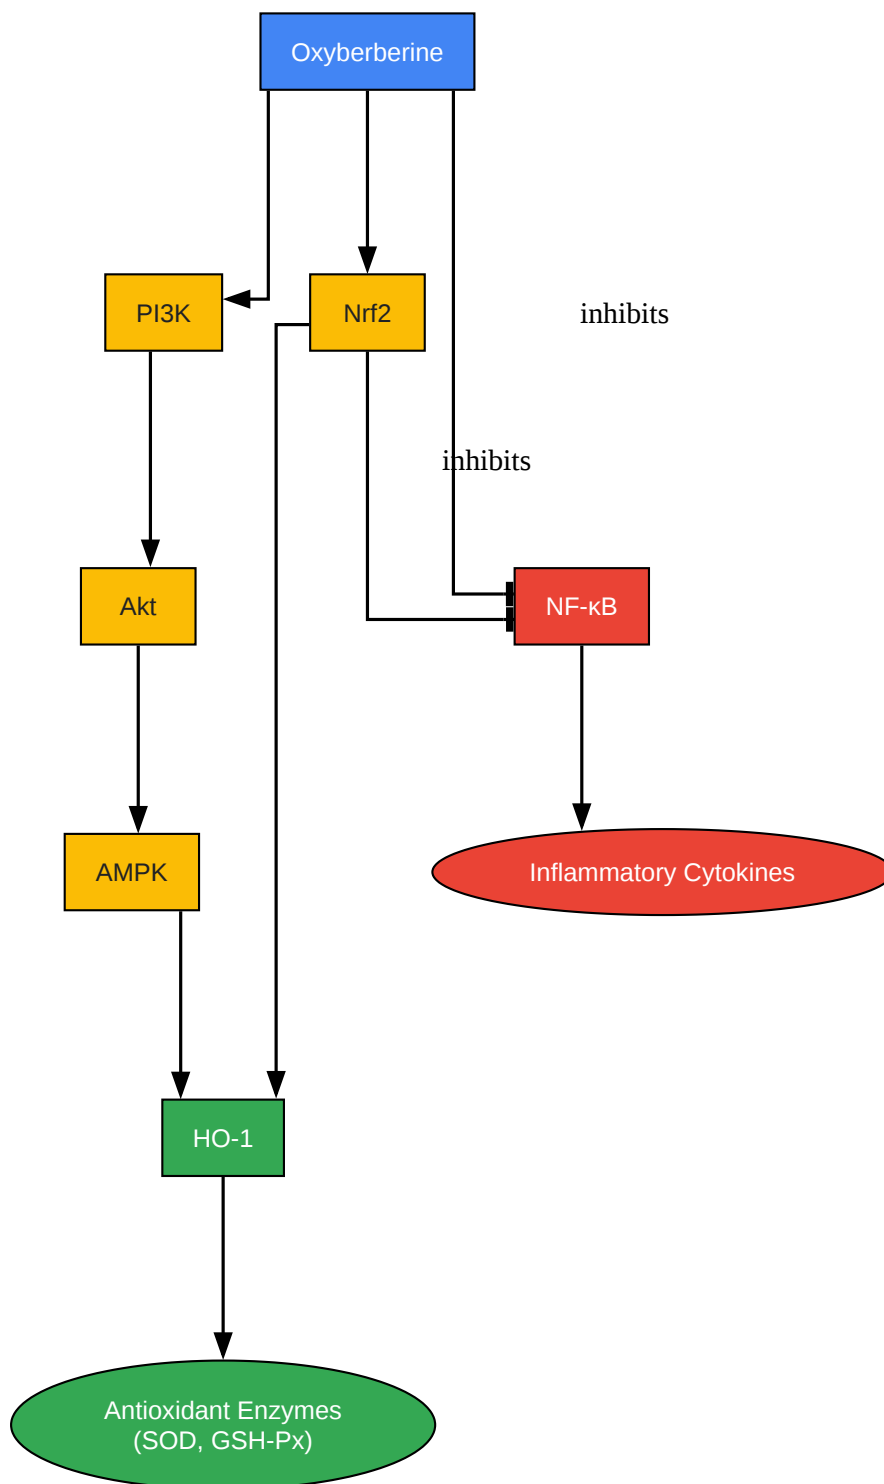 Oxyberberine
PI3K
Nrf2
inhibits
inhibits
Akt
NF-κB
AMPK
Inflammatory Cytokines
HO-1
Antioxidant Enzymes
(SOD, GSH-Px)